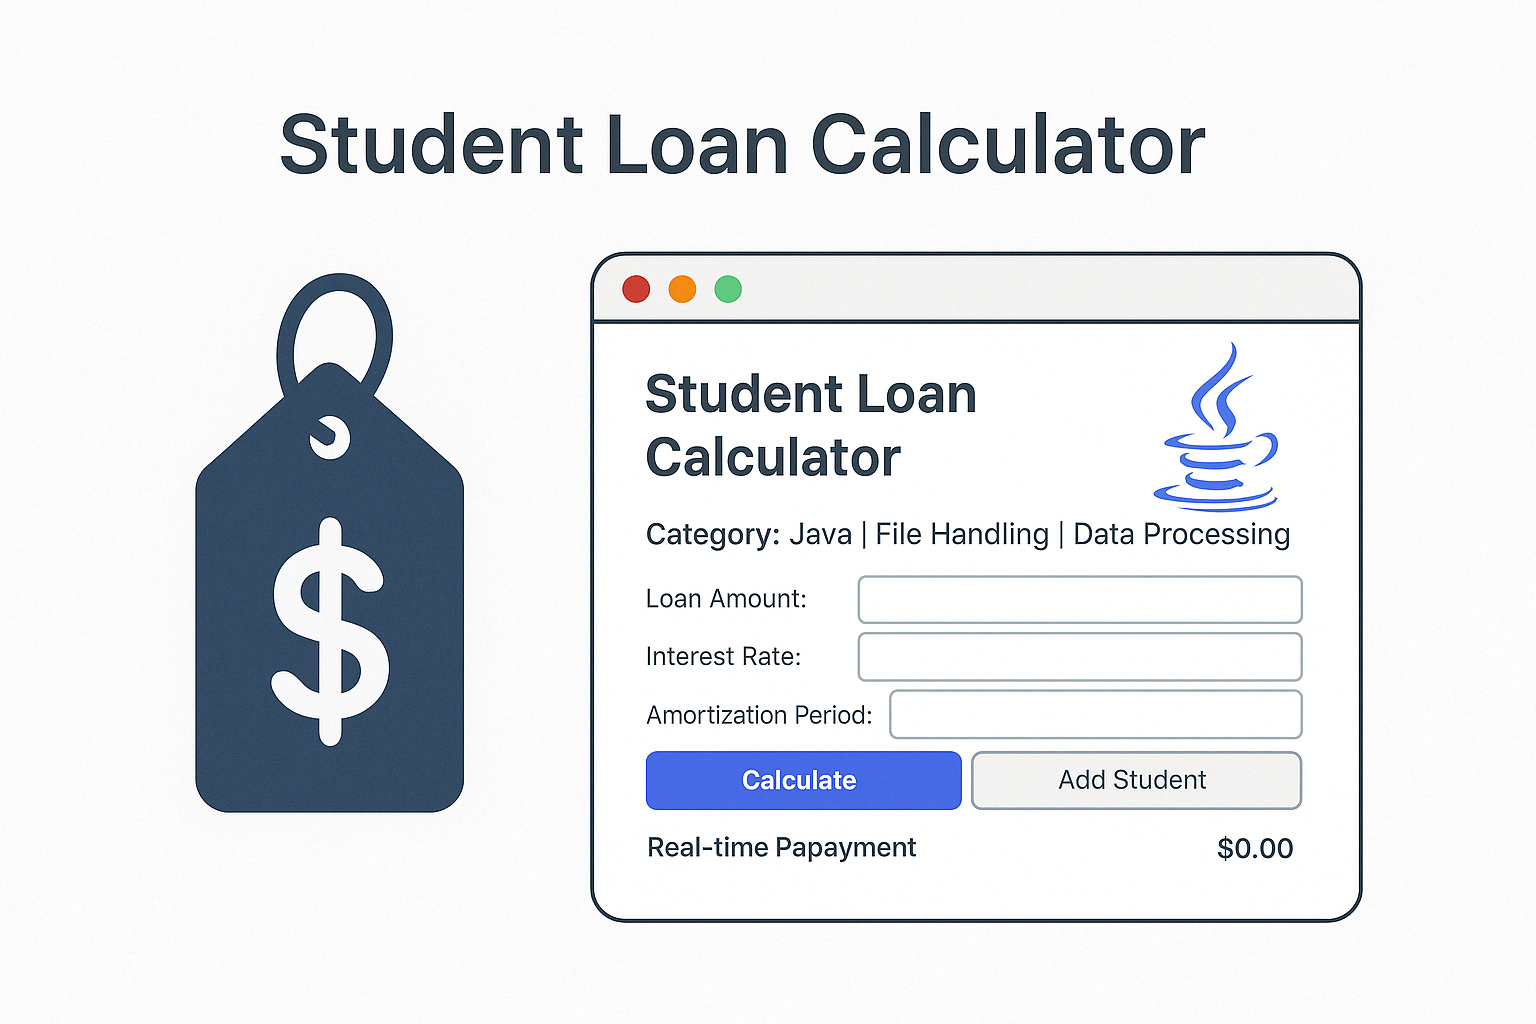 Student Loan Calculator
$
Student Loan
Calculator
Category: Java | File Handling | Data Processing
Loan Amount:
Interest Rate:
Amortization Period:
Calculate
Add Student
Real-time Papayment
$0.00